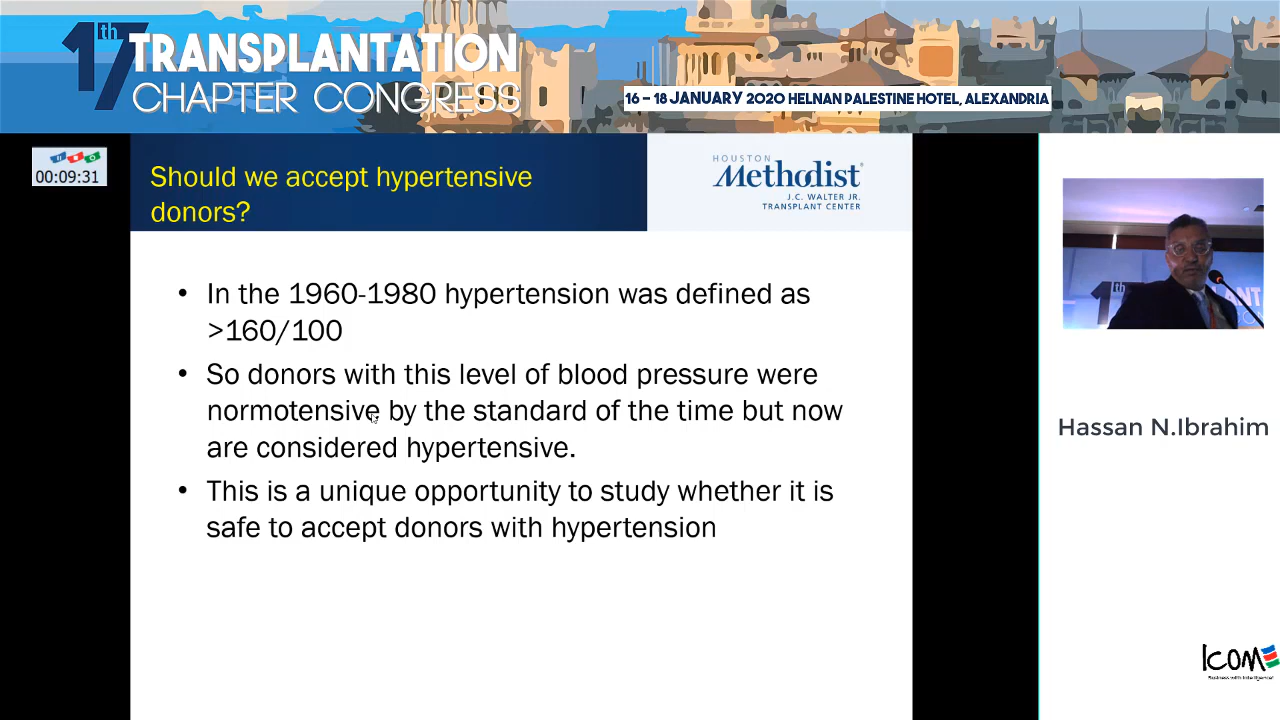 17th TRANSPLANTATION
CHAPTER CONGRESS
16 – 18 JANUARY 2020 HELNAN PALESTINE HOTEL, ALEXANDRIA
00:09:31
Should we accept hypertensive
donors?
HOUSTON
Methodist
J.C. WALTER JR.
TRANSPLANT CENTER
• In the 1960-1980 hypertension was defined as
>160/100
• So donors with this level of blood pressure were
normotensive by the standard of the time but now
are considered hypertensive.
• This is a unique opportunity to study whether it is
safe to accept donors with hypertension
Hassan N.Ibrahim
ICOM
Business with Intelligence!